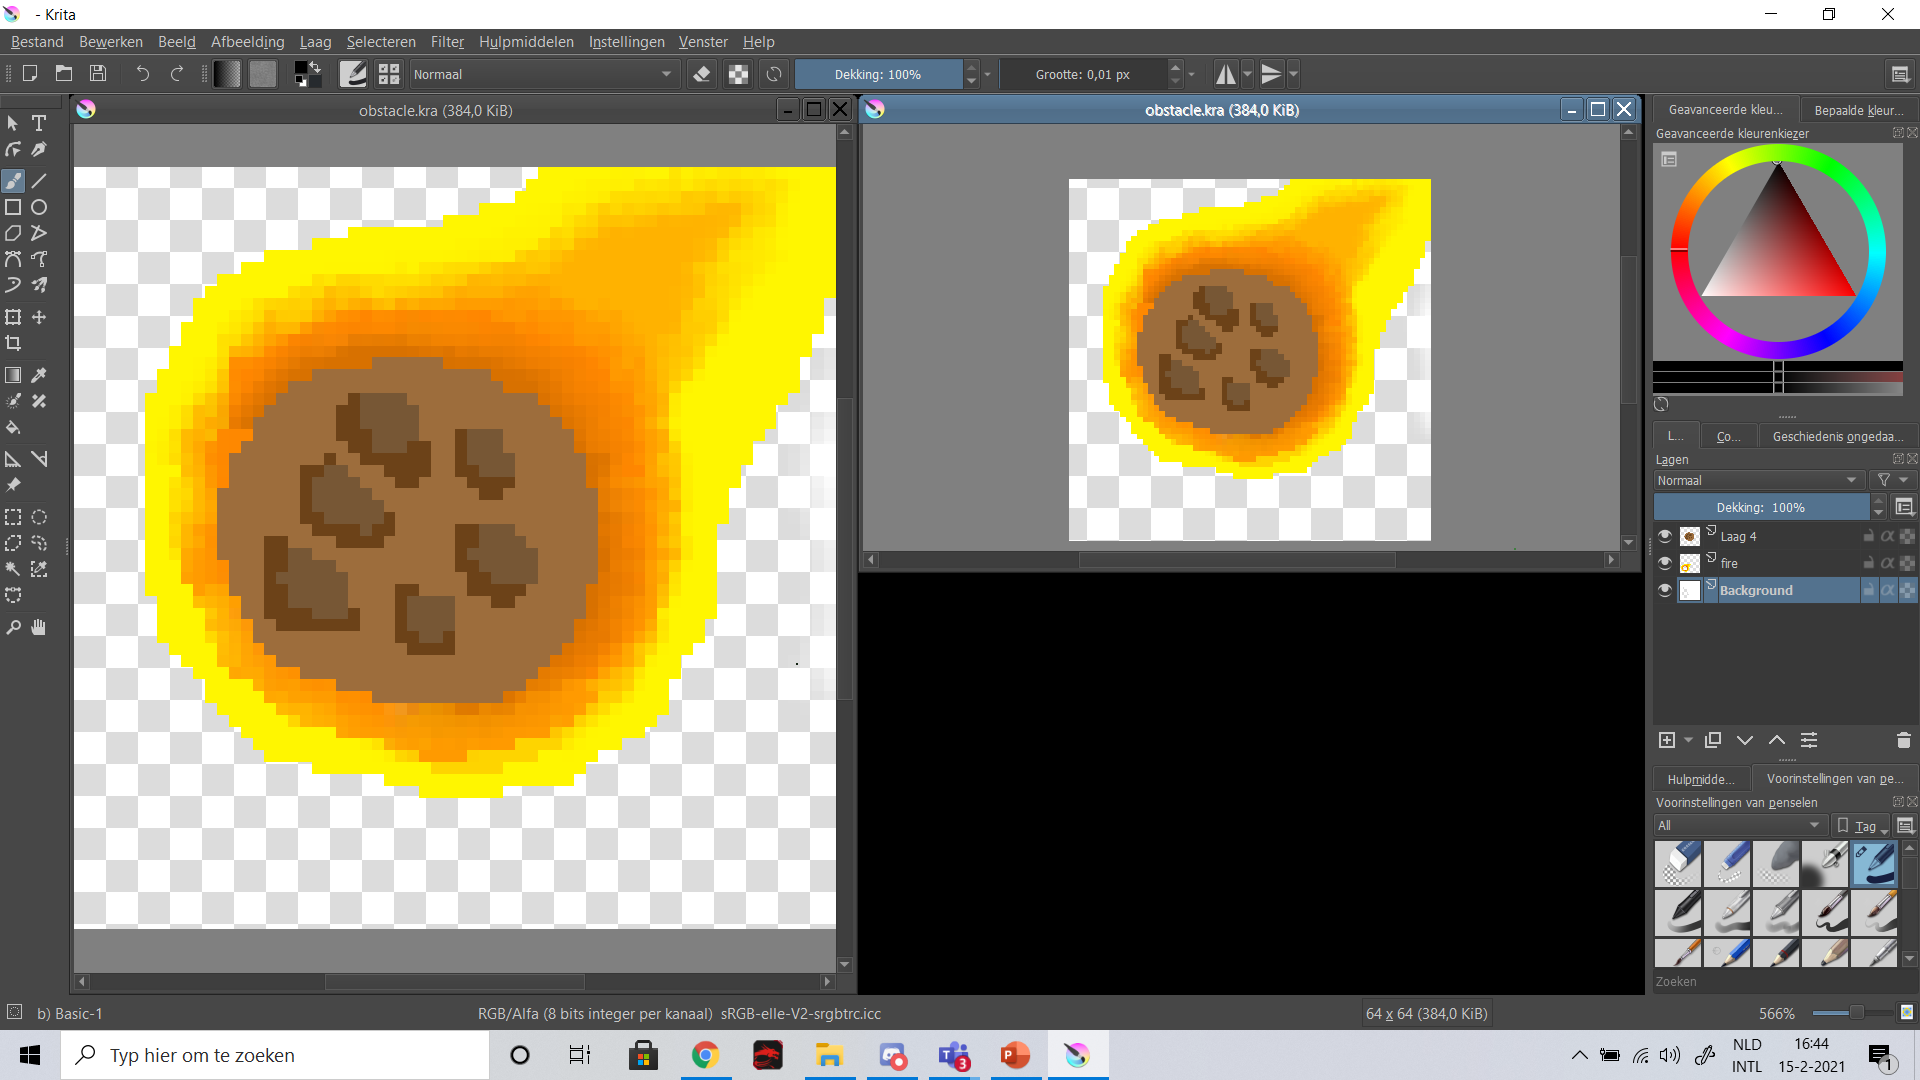 - Krita
Bestand Bewerken Beeld Afbeelding Laag Selecteren Filter Hulpmiddelen Instellingen Venster Help
Normaal Dekking: 100% Grootte: 0,01 px
obstacle.kra (384,0 KiB)
obstacle.kra (384,0 KiB)
Geavanceerde kleu... Bepaalde kleur...
Geavanceerde kleurenkiezer
L... Co... Geschiedenis ongedaa...
Lagen
Normaal
Dekking: 100%
Laag 4
fire
Background
Hulpmidde... Voorinstellingen van pe...
Voorinstellingen van penselen
All Tag
Zoeken
b) Basic-1 RGB/Alfa (8 bits integer per kanaal) sRGB-elle-V2-srgbtrc.icc 64 x 64 (384,0 KiB) 566%
Typ hier om te zoeken
3
NLD
INTL
16:44
15-2-2021
1